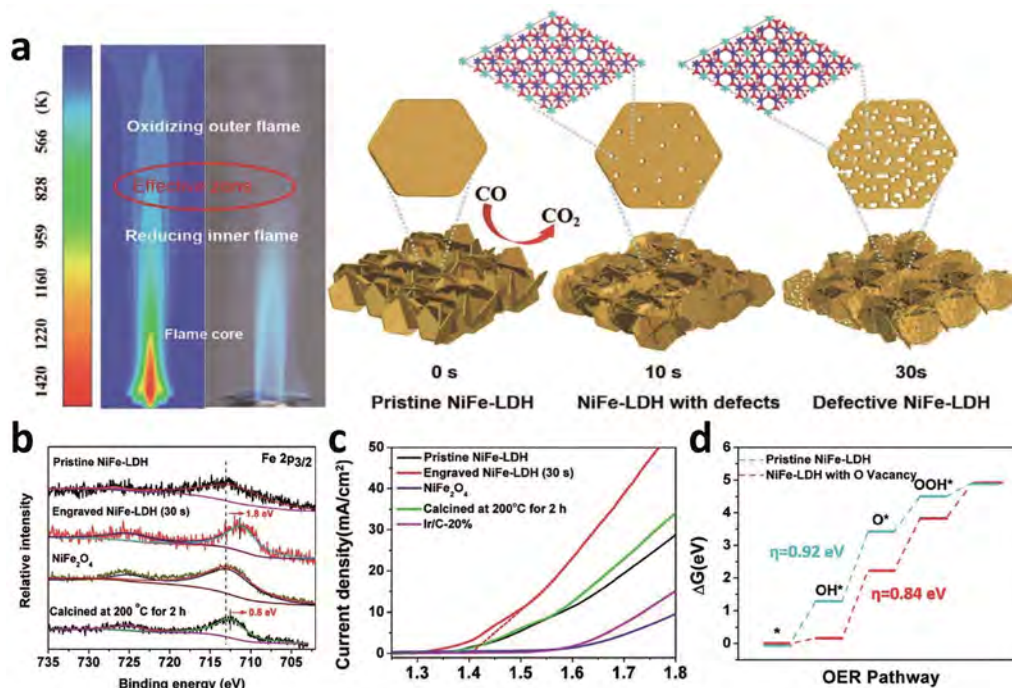 a
(K)
566
828
959
1160
1220
1420
Oxidizing outer flame
Effective zone
Reducing inner flame
Flame core
CO
CO2
0 s
10 s
30s
Pristine NiFe-LDH
NiFe-LDH with defects
Defective NiFe-LDH
b
Relative intensity
Pristine NiFe-LDH
Fe 2p3/2
Engraved NiFe-LDH (30 s)
1.8 eV
NiFe2O4
Calcined at 200 °C for 2 h
0.6 eV
735 730 725 720 715 710 705
Binding energy (eV)
c
Current density(mA/cm²)
50
40
30
20
10
0
Pristine NiFe-LDH
Engraved NiFe-LDH (30 s)
NiFe2O4
Calcined at 200°C for 2 h
Ir/C-20%
1.3 1.4 1.5 1.6 1.7 1.8
d
ΔG(eV)
6
5
4
3
2
1
0
Pristine NiFe-LDH
NiFe-LDH with O Vacancy
OOH*
O*
η=0.92 eV
OH*
η=0.84 eV
*
OER Pathway